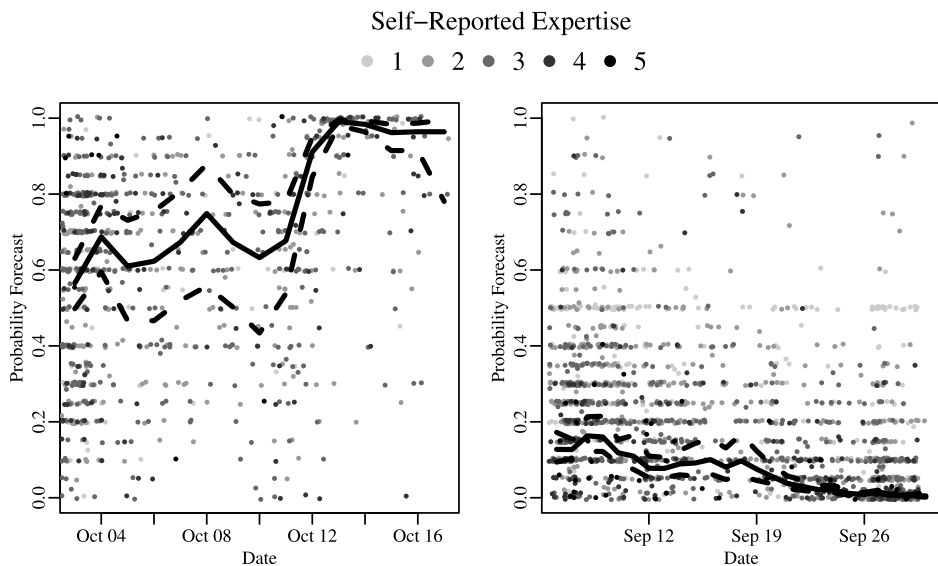 Self−Reported Expertise
1 2 3 4 5
Probability Forecast
0.0 0.2 0.4 0.6 0.8 1.0
Oct 04 Oct 08 Oct 12 Oct 16
Date
Probability Forecast
0.0 0.2 0.4 0.6 0.8 1.0
Sep 12 Sep 19 Sep 26
Date